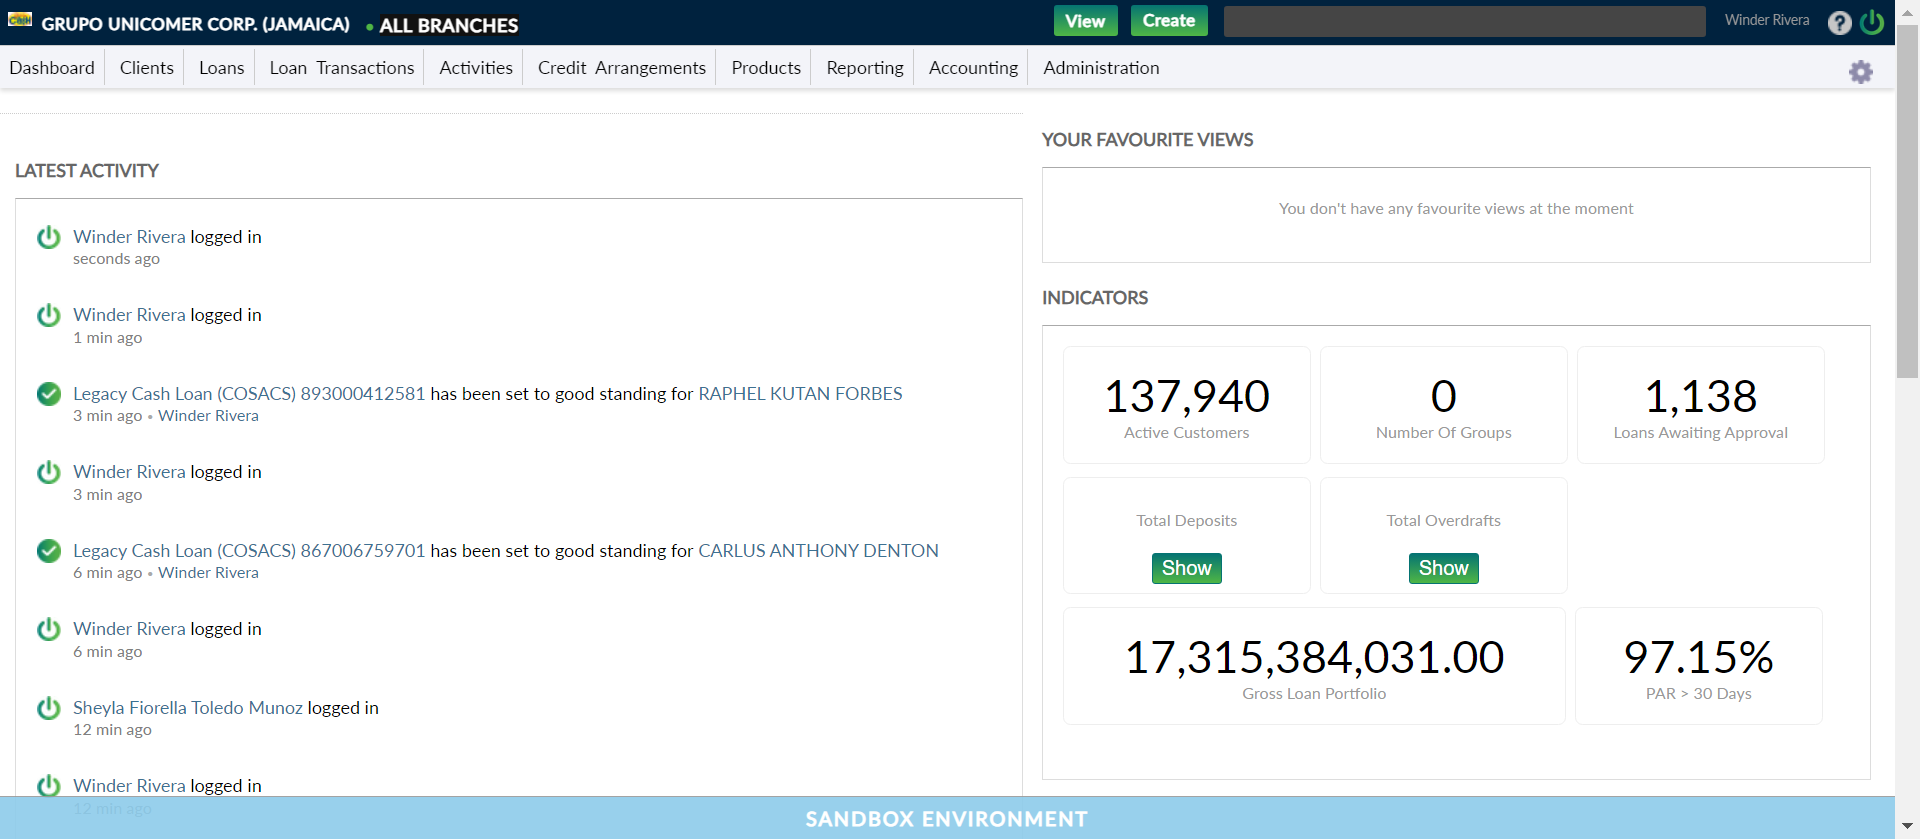 Cash GRUPO UNICOMER CORP. (JAMAICA) • ALL BRANCHES View Create Winder Rivera ?
Dashboard Clients Loans Loan Transactions Activities Credit Arrangements Products Reporting Accounting Administration
LATEST ACTIVITY
Winder Rivera logged in
seconds ago
Winder Rivera logged in
1 min ago
Legacy Cash Loan (COSACS) 893000412581 has been set to good standing for RAPHEL KUTAN FORBES
3 min ago • Winder Rivera
Winder Rivera logged in
3 min ago
Legacy Cash Loan (COSACS) 867006759701 has been set to good standing for CARLUS ANTHONY DENTON
6 min ago • Winder Rivera
Winder Rivera logged in
6 min ago
Sheyla Fiorella Toledo Munoz logged in
12 min ago
Winder Rivera logged in
12 min ago
YOUR FAVOURITE VIEWS
You don't have any favourite views at the moment
INDICATORS
137,940
Active Customers
0
Number Of Groups
1,138
Loans Awaiting Approval
Total Deposits
Show
Total Overdrafts
Show
17,315,384,031.00
Gross Loan Portfolio
97.15%
PAR > 30 Days
SANDBOX ENVIRONMENT